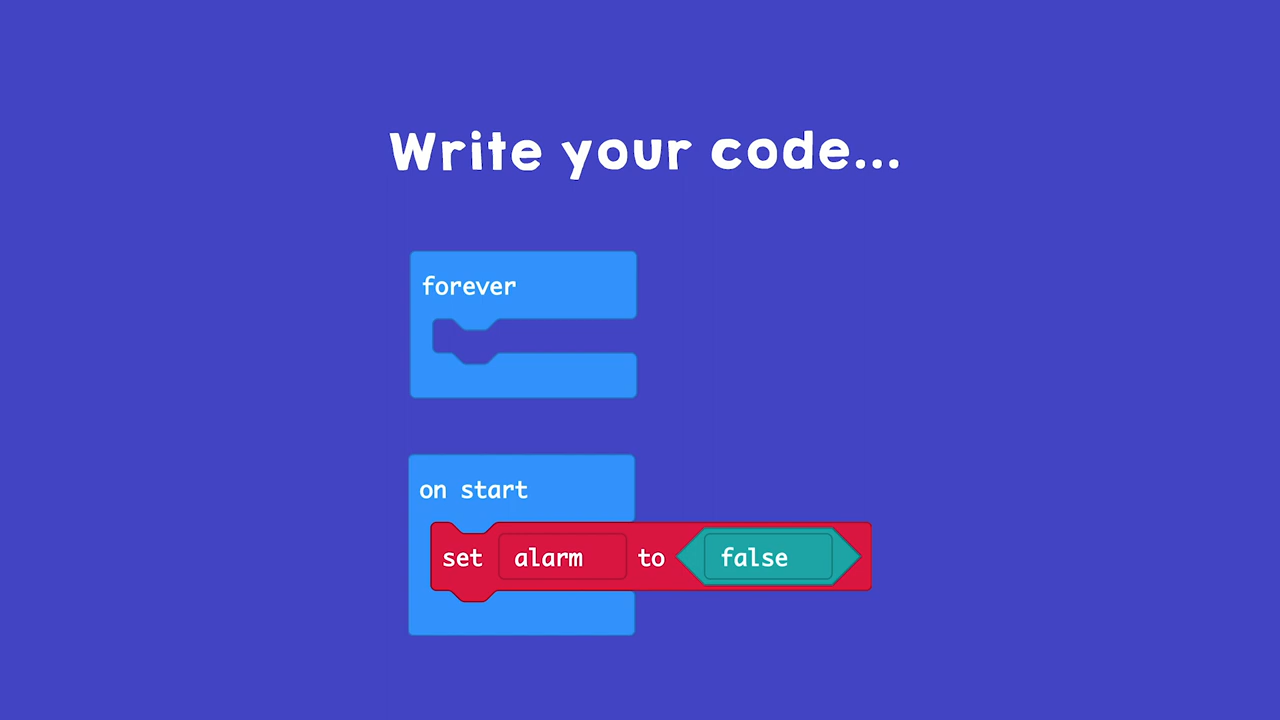 Write your code...
forever
on start
set alarm to false